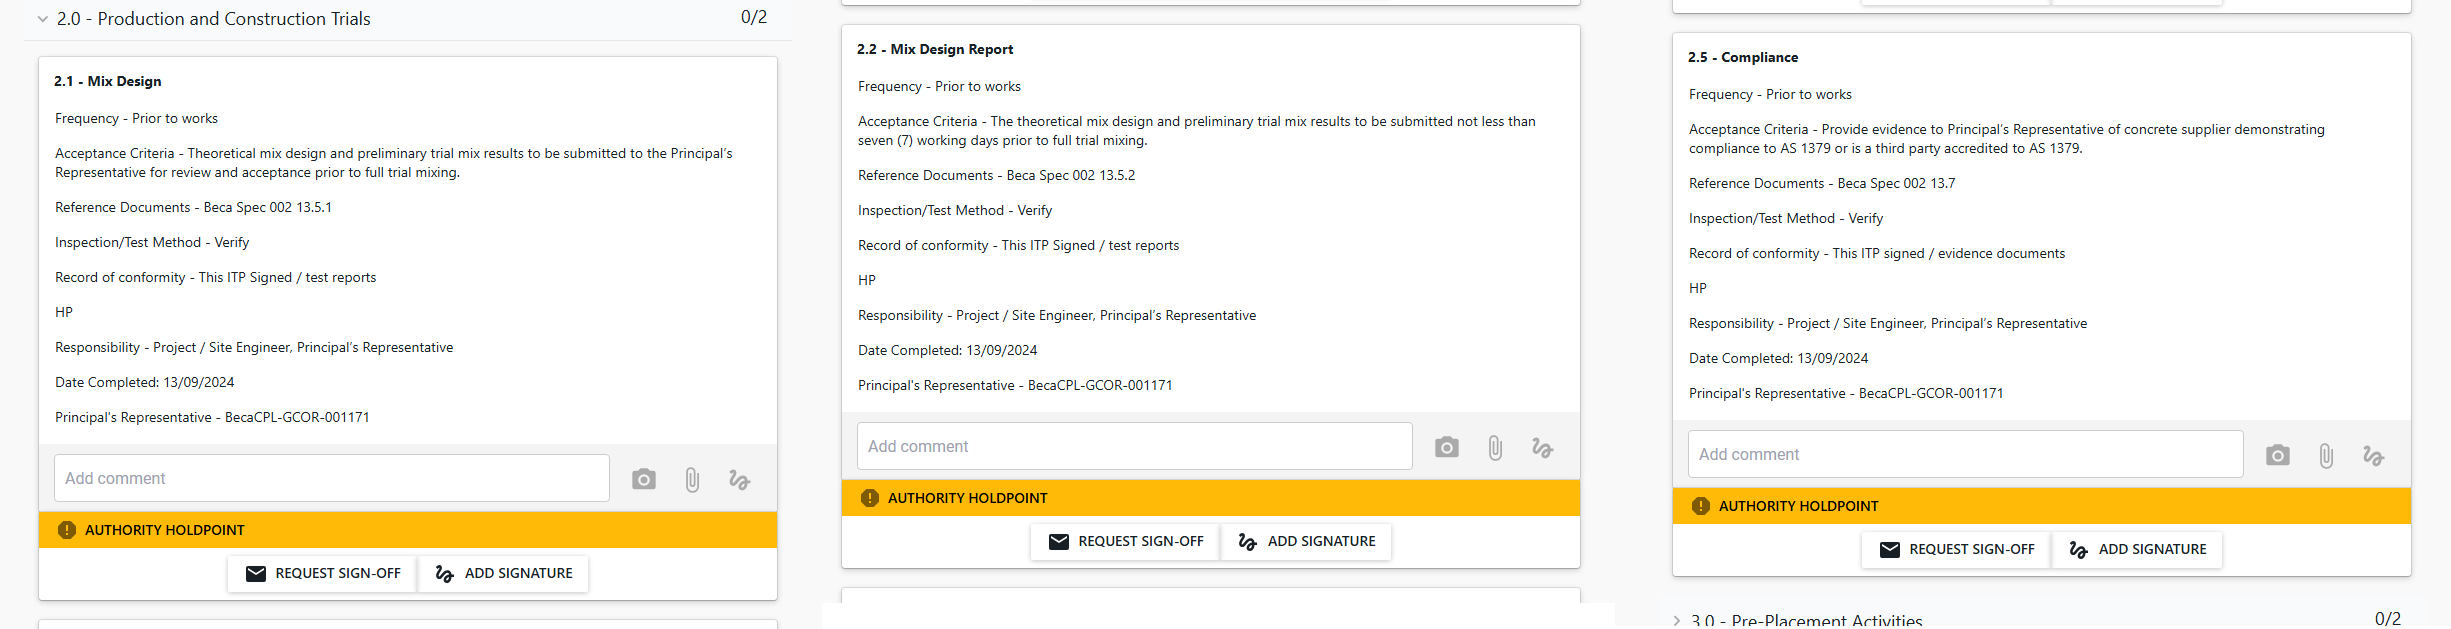 2.0 - Production and Construction Trials
0/2
2.1 - Mix Design
Frequency - Prior to works
Acceptance Criteria - Theoretical mix design and preliminary trial mix results to be submitted to the Principal's
Representative for review and acceptance prior to full trial mixing.
Reference Documents - Beca Spec 002 13.5.1
Inspection/Test Method - Verify
Record of conformity - This ITP Signed / test reports
HP
Responsibility - Project / Site Engineer, Principal's Representative
Date Completed: 13/09/2024
Principal's Representative - BecaCPL-GCOR-001171
Add comment
AUTHORITY HOLDPOINT
REQUEST SIGN-OFF
ADD SIGNATURE
2.2 - Mix Design Report
Frequency - Prior to works
Acceptance Criteria - The theoretical mix design and preliminary trial mix results to be submitted not less than
seven (7) working days prior to full trial mixing.
Reference Documents - Beca Spec 002 13.5.2
Inspection/Test Method - Verify
Record of conformity - This ITP Signed / test reports
HP
Responsibility - Project / Site Engineer, Principal's Representative
Date Completed: 13/09/2024
Principal's Representative - BecaCPL-GCOR-001171
Add comment
AUTHORITY HOLDPOINT
REQUEST SIGN-OFF
ADD SIGNATURE
2.5 - Compliance
Frequency - Prior to works
Acceptance Criteria - Provide evidence to Principal's Representative of concrete supplier demonstrating
compliance to AS 1379 or is a third party accredited to AS 1379.
Reference Documents - Beca Spec 002 13.7
Inspection/Test Method - Verify
Record of conformity - This ITP signed / evidence documents
HP
Responsibility - Project / Site Engineer, Principal's Representative
Date Completed: 13/09/2024
Principal's Representative - BecaCPL-GCOR-001171
Add comment
AUTHORITY HOLDPOINT
REQUEST SIGN-OFF
ADD SIGNATURE
3.0 - Pre-Placement Activities
0/2